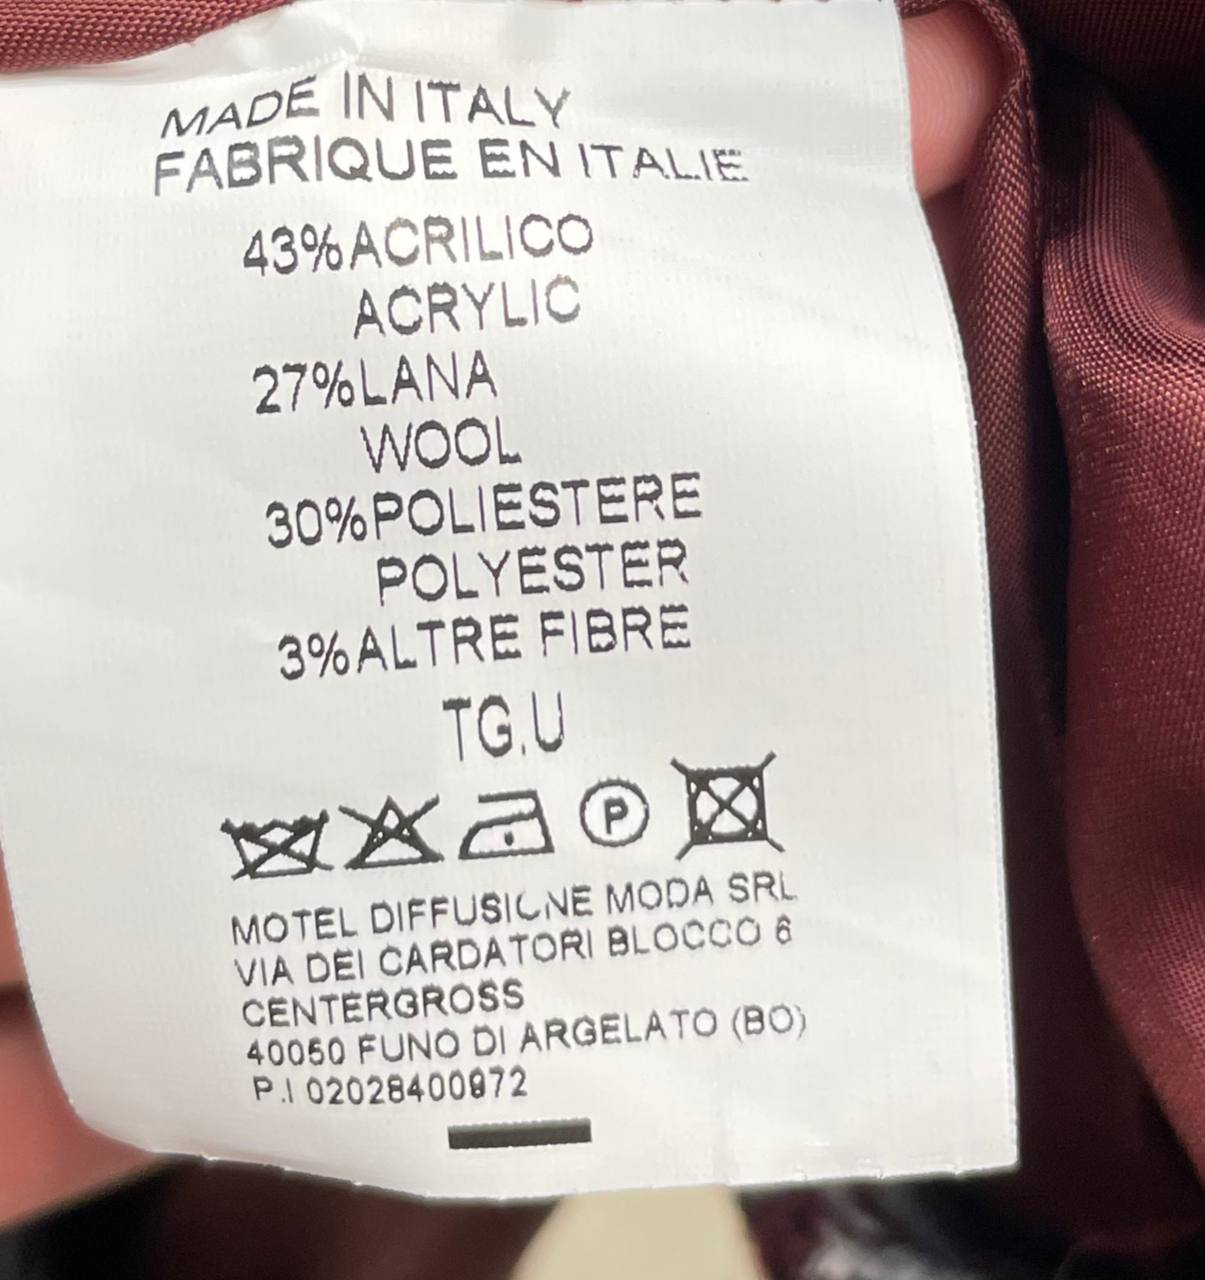 MADE IN ITALY
FABRIQUE EN ITALIE
43% ACRILICO
ACRYLIC
27% LANA
WOOL
30% POLIESTERE
POLYESTER
3% ALTRE FIBRE
TG.U
P
MOTEL DIFFUSIONE MODA SRL
VIA DEI CARDATORI BLOCCO 6
CENTERGROSS
40050 FUNO DI ARGELATO (BO)
P.I 02028400972